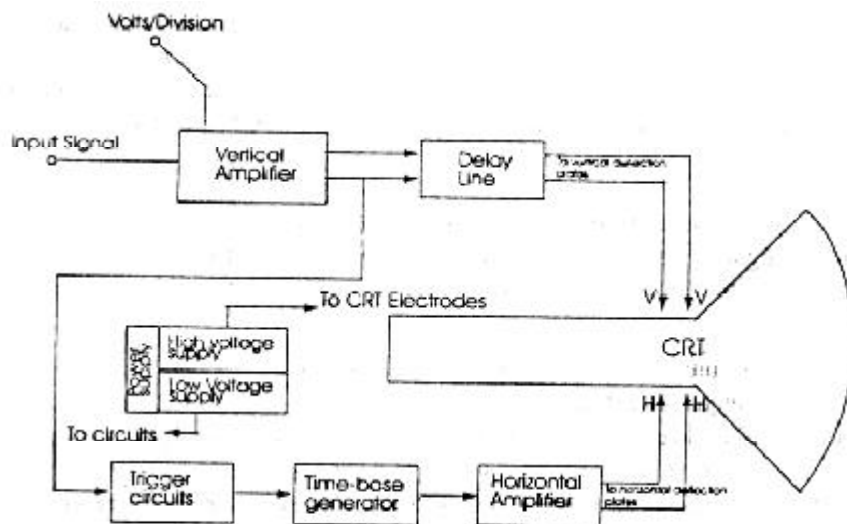 Volts/Division
Input Signal
Vertical
Amplifier
Delay
Line
To vertical deflection
plates
V V
To CRT Electrodes
Power
supply
High voltage
supply
Low Voltage
supply
CRT
H H
To circuits
Trigger
circuits
Time-base
generator
Horizontal
Amplifier
To horizontal deflection
plates